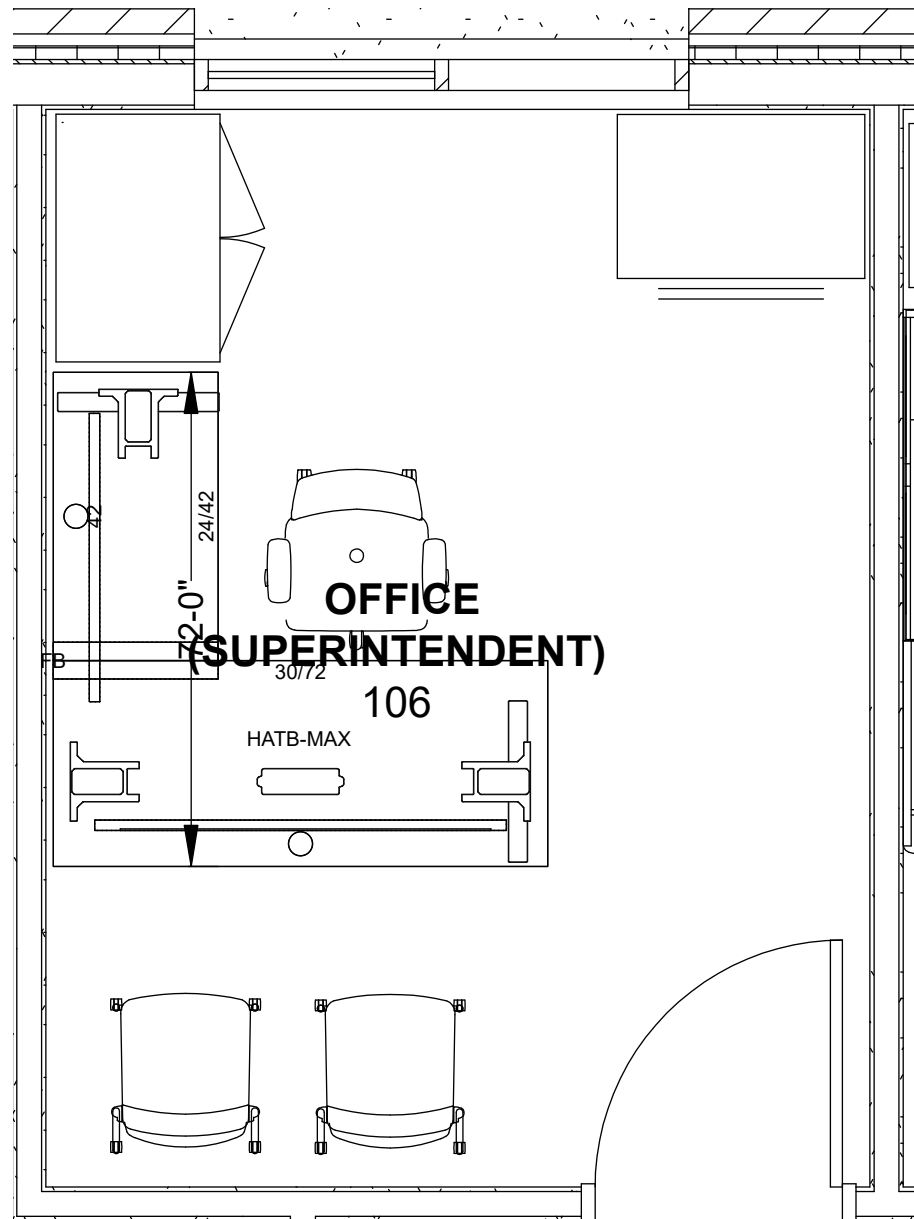 24/42
42
72-0"
OFFICE
(SUPERINTENDENT)
FB
30/72
106
HATB-MAX